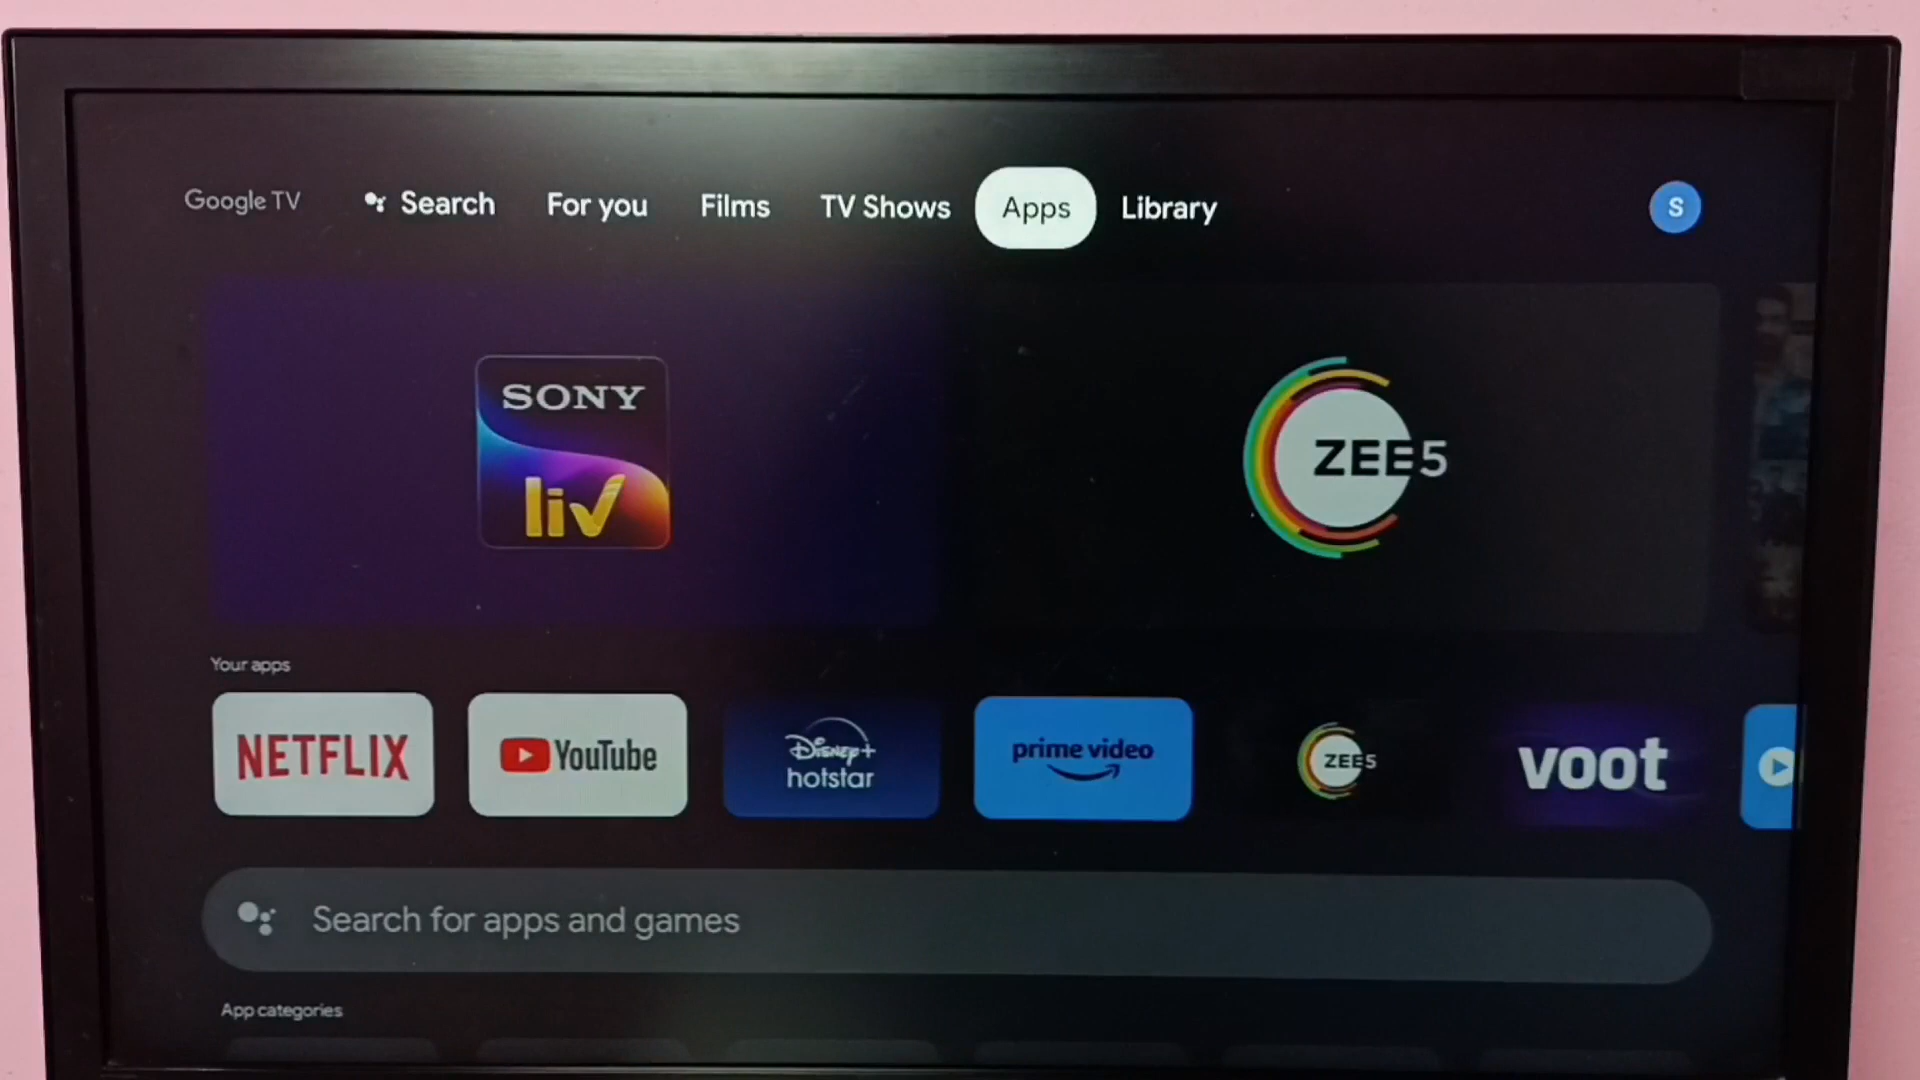 Google TV Search For you Films TV Shows Apps Library S
SONY
liv
ZEE5
Your apps
NETFLIX YouTube Disney+ hotstar prime video ZEE5 voot
Search for apps and games
App categories